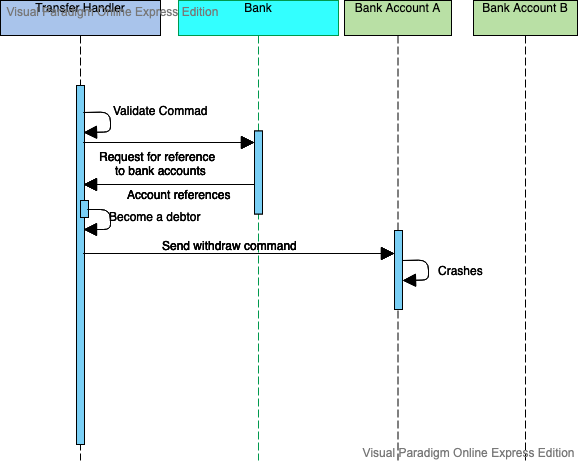 Transfer Handler
Visual Paradigm Online Express Edition
Bank
Bank Account A
Bank Account B
Validate Commad
Request for reference
to bank accounts
Account references
Become a debtor
Send withdraw command
Crashes
Visual Paradigm Online Express Edition